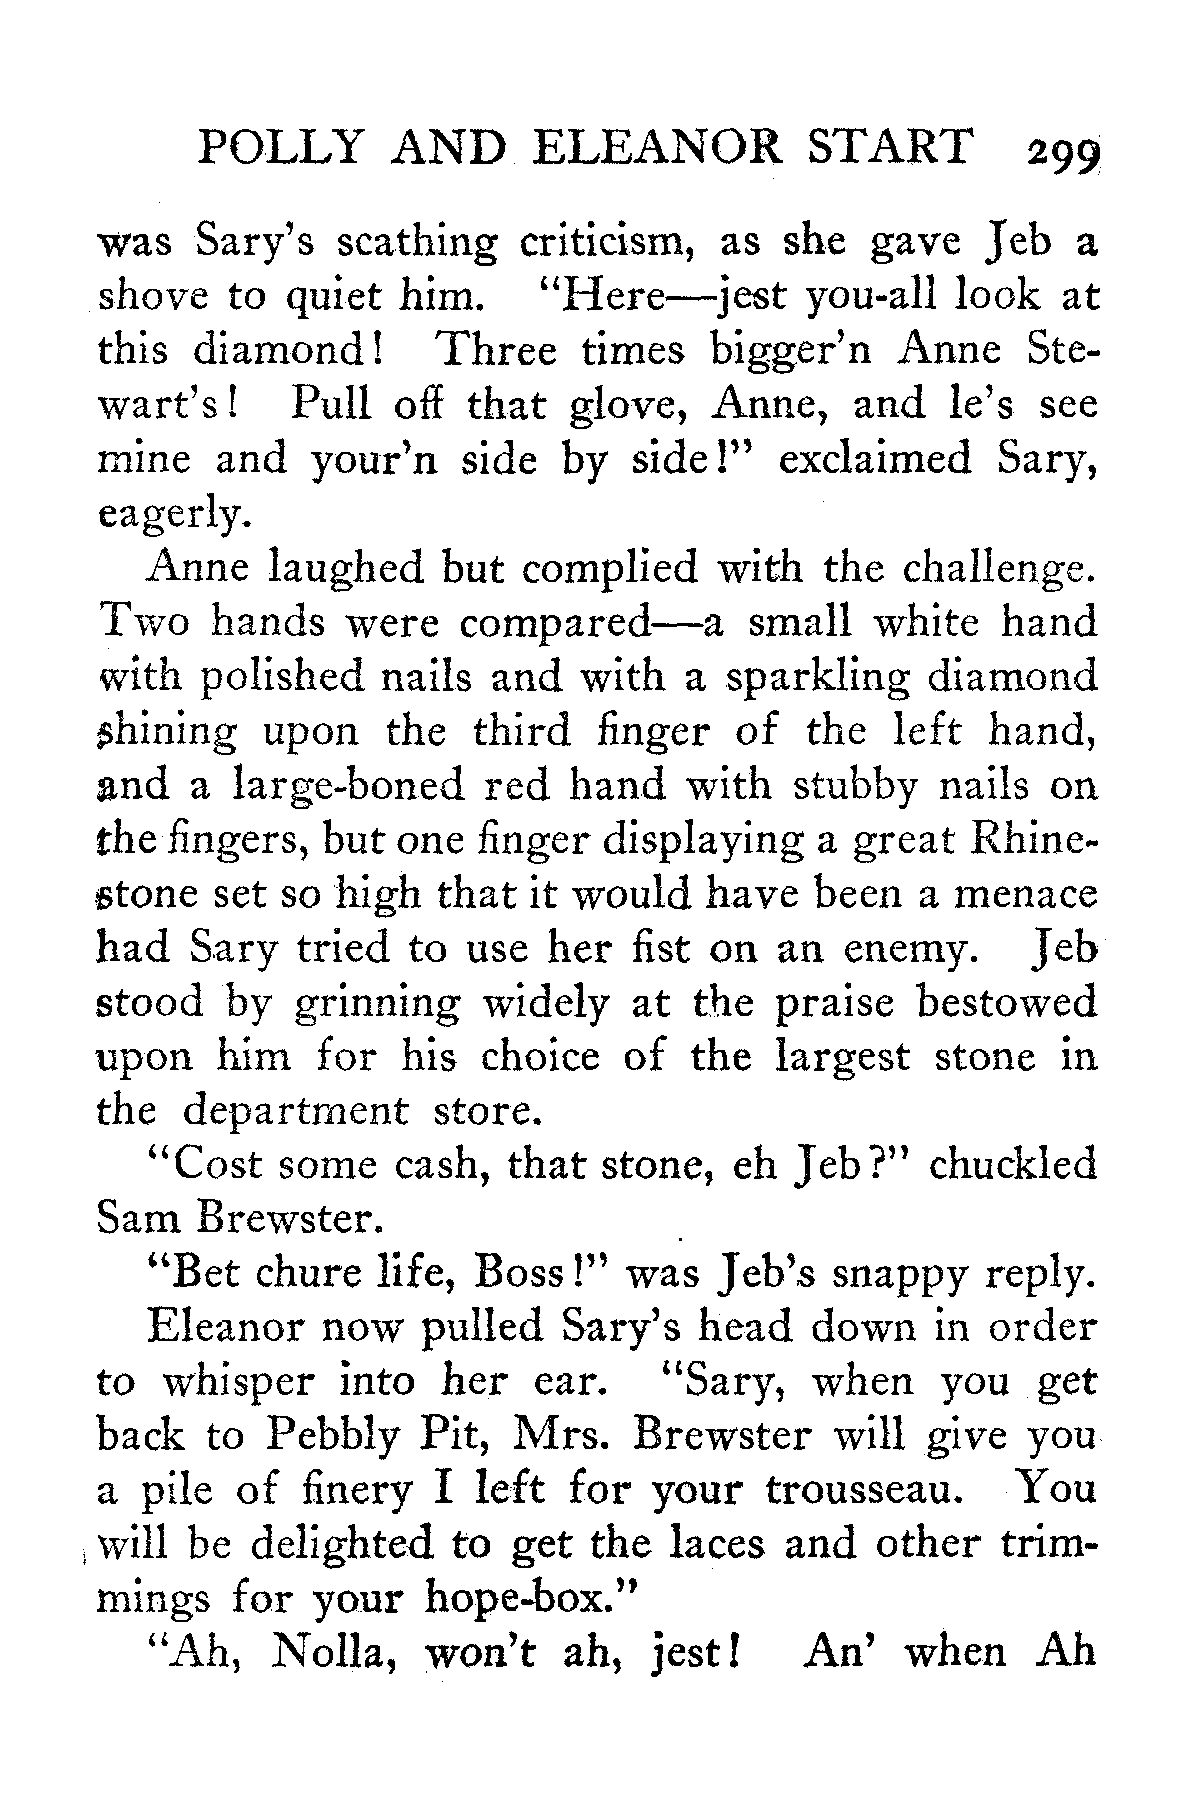 POLLY AND ELEANOR START 299
was Sary's scathing criticism, as she gave Jeb a
shove to quiet him. "Here—jest you-all look at
this diamond! Three times bigger'n Anne Ste-
wart's! Pull off that glove, Anne, and le's see
mine and your'n side by side!" exclaimed Sary,
eagerly.
Anne laughed but complied with the challenge.
Two hands were compared—a small white hand
with polished nails and with a sparkling diamond
shining upon the third finger of the left hand,
and a large-boned red hand with stubby nails on
the fingers, but one finger displaying a great Rhine-
stone set so high that it would have been a menace
had Sary tried to use her fist on an enemy. Jeb
stood by grinning widely at the praise bestowed
upon him for his choice of the largest stone in
the department store.
"Cost some cash, that stone, eh Jeb?" chuckled
Sam Brewster.
"Bet chure life, Boss!" was Jeb's snappy reply.
Eleanor now pulled Sary's head down in order
to whisper into her ear. "Sary, when you get
back to Pebbly Pit, Mrs. Brewster will give you
a pile of finery I left for your trousseau. You
will be delighted to get the laces and other trim-
mings for your hope-box."
"Ah, Nolla, won't ah, jest! An' when Ah